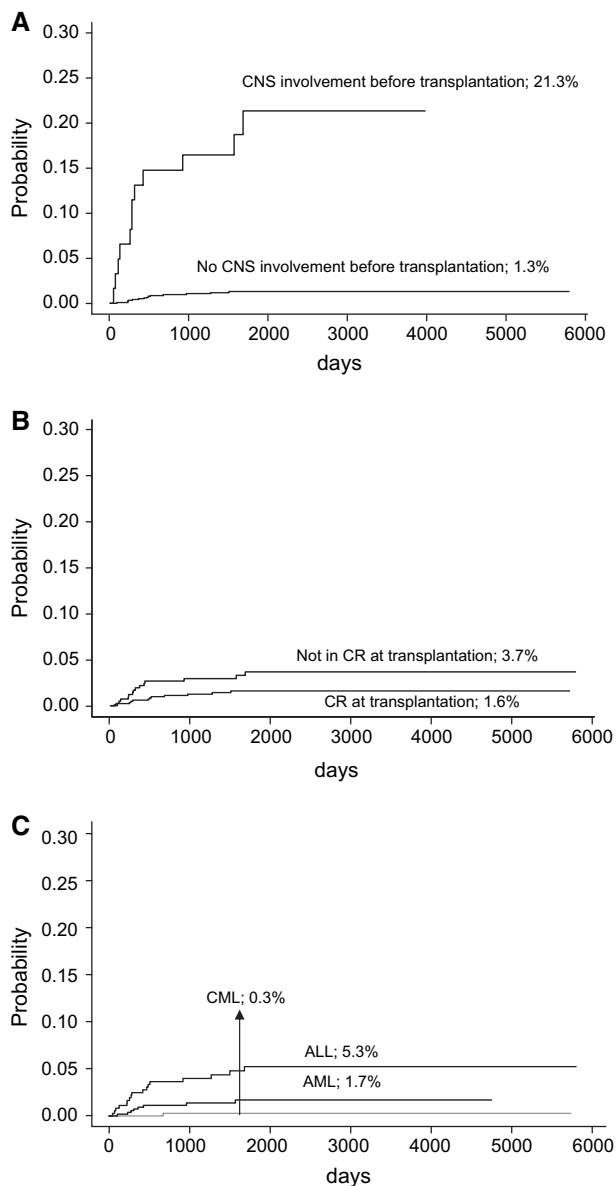 A
0.30
0.25
0.20
0.15
0.10
0.05
0.00
Probability
CNS involvement before transplantation; 21.3%
No CNS involvement before transplantation; 1.3%
0 1000 2000 3000 4000 5000 6000
days
B
0.30
0.25
0.20
0.15
0.10
0.05
0.00
Probability
Not in CR at transplantation; 3.7%
CR at transplantation; 1.6%
0 1000 2000 3000 4000 5000 6000
days
C
0.30
0.25
0.20
0.15
0.10
0.05
0.00
Probability
CML; 0.3%
ALL; 5.3%
AML; 1.7%
0 1000 2000 3000 4000 5000 6000
days